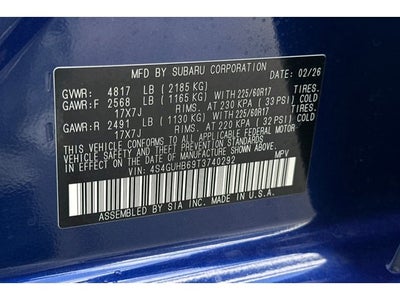 MFD BY SUBARU CORPORATION DATE 02/26
GVWR: 4817 LB (2185 KG)
GAWR:F 2568 LB (1165 KG) WITH 225/60R17 TIRES.
17X7J RIMS.AT 230 KPA (33 PSI) COLD
GAWR:R 2491 LB (1130 KG) WITH 225/60R17 TIRES.
17X7J RIMS.AT 220 KPA (32 PSI) COLD
THIS VEHICLE CONFORMS TO ALL APPLICABLE FEDERAL MOTOR
VEHICLE SAFETY STANDARDS IN EFFECT ON THE DATE OF
MANUFACTURE SHOWN ABOVE.
VIN: 4S4GUHB69T3740292 MPV
ASSEMBLED BY SIA INC. MADE IN U.S.A.